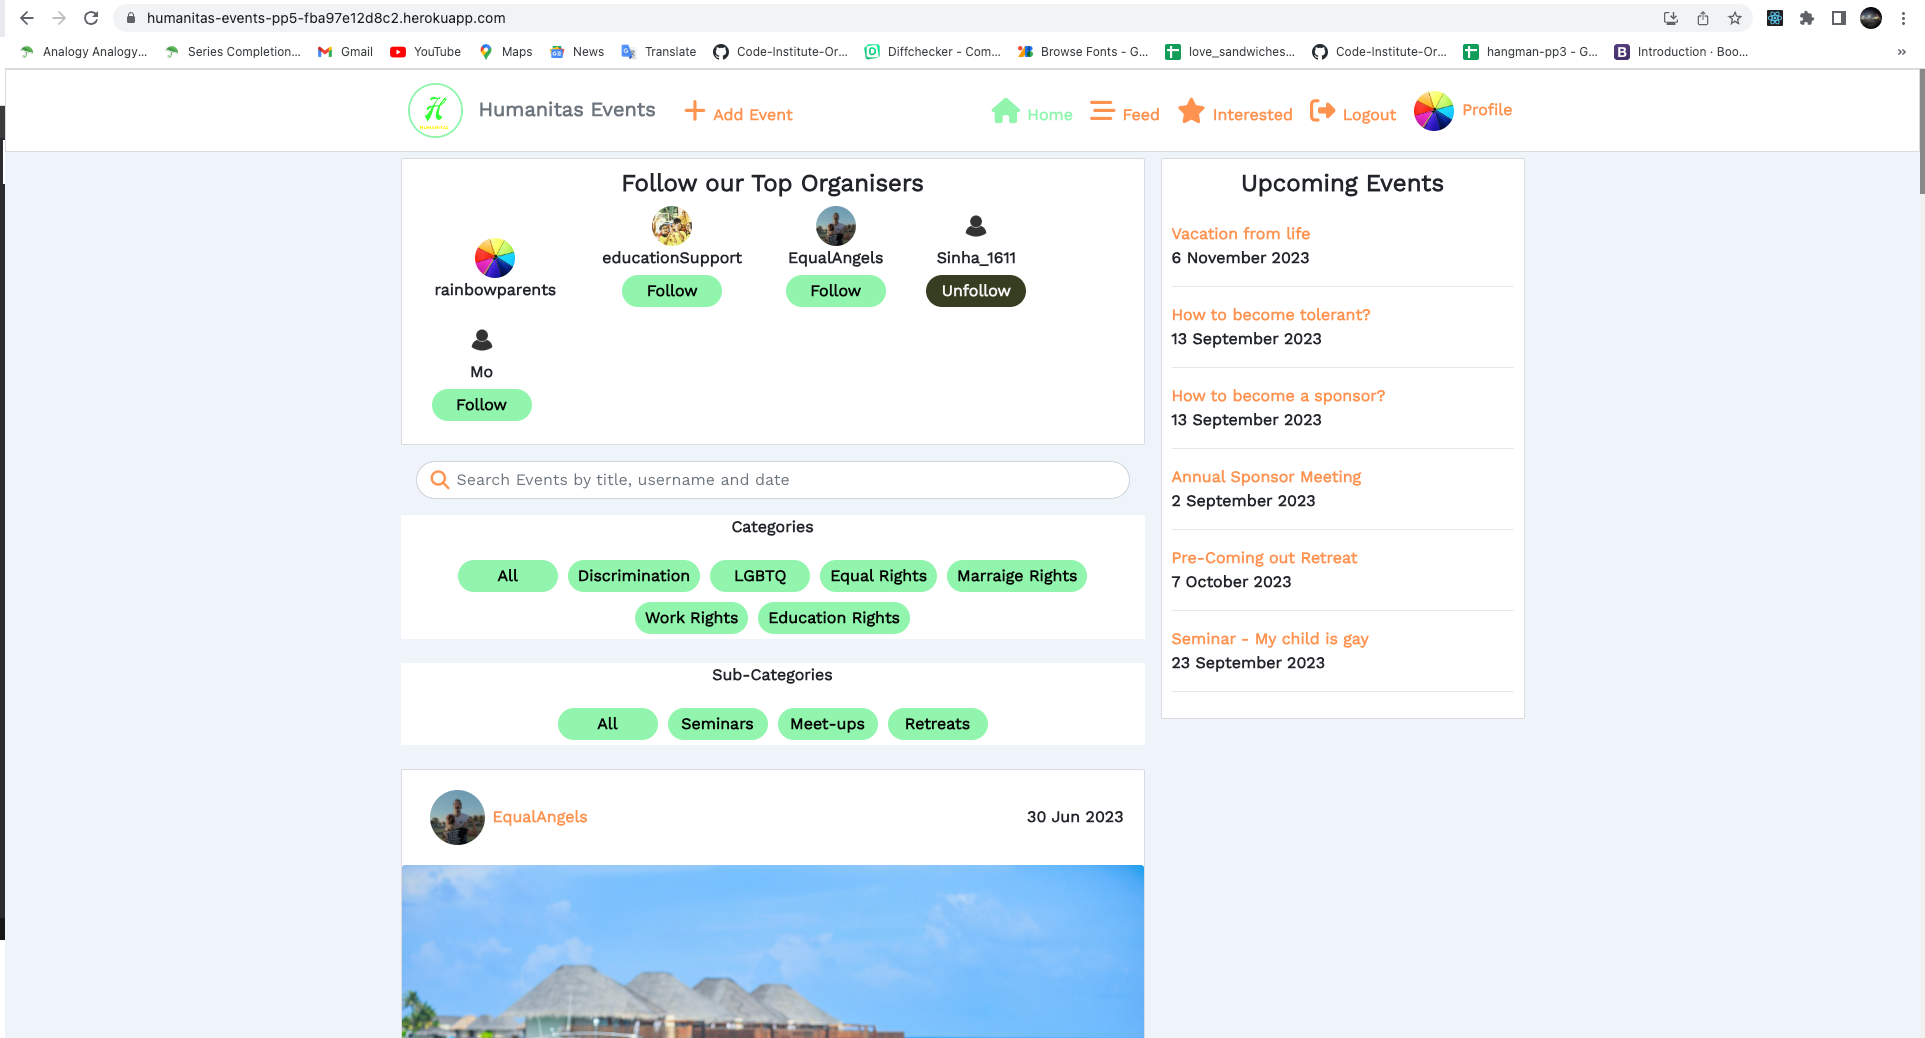 humanitas-events-pp5-fba97e12d8c2.herokuapp.com
Analogy Analogy... Series Completion... Gmail YouTube Maps News Translate Code-Institute-Or... Diffchecker - Com... Browse Fonts - G... love_sandwiches... Code-Institute-Or... hangman-pp3 - G... Introduction · Boo... »
H Humanitas Events Add Event Home Feed Interested Logout Profile
Follow our Top Organisers
rainbowparents
educationSupport
Follow
EqualAngels
Follow
Sinha_1611
Unfollow
Mo
Follow
Search Events by title, username and date
Categories
All Discrimination LGBTQ Equal Rights Marraige Rights
Work Rights Education Rights
Sub-Categories
All Seminars Meet-ups Retreats
EqualAngels 30 Jun 2023
Upcoming Events
Vacation from life
6 November 2023
How to become tolerant?
13 September 2023
How to become a sponsor?
13 September 2023
Annual Sponsor Meeting
2 September 2023
Pre-Coming out Retreat
7 October 2023
Seminar - My child is gay
23 September 2023